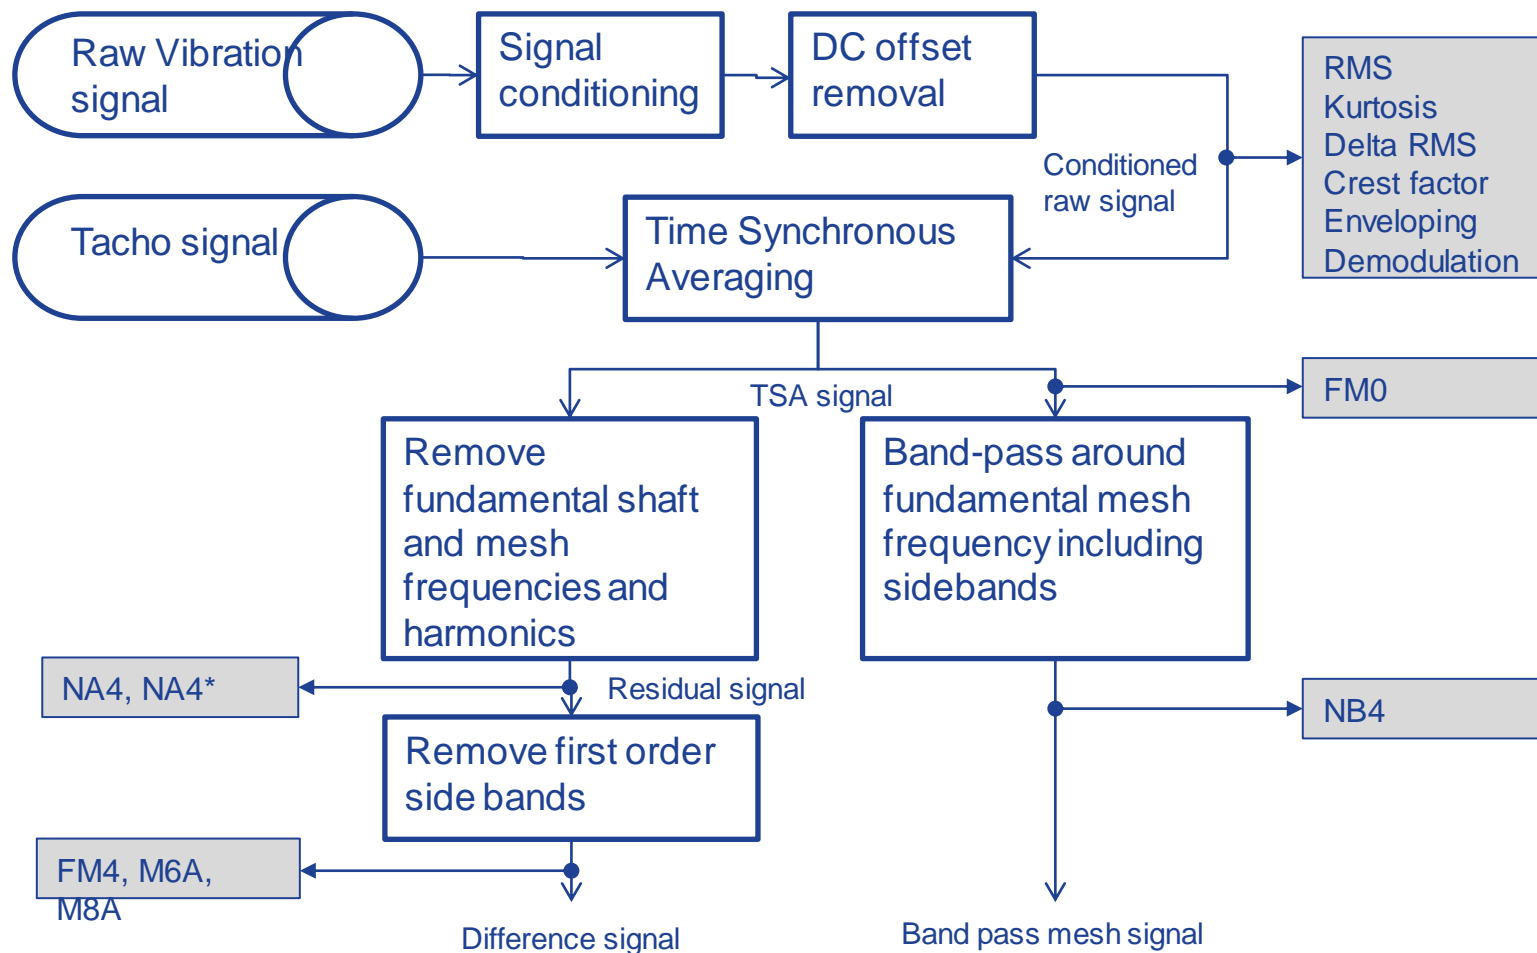 Raw Vibration
signal
Signal
conditioning
DC offset
removal
RMS
Kurtosis
Delta RMS
Crest factor
Enveloping
Demodulation
Conditioned
raw signal
Tacho signal
Time Synchronous
Averaging
TSA signal
FM0
Remove
fundamental shaft
and mesh
frequencies and
harmonics
Band-pass around
fundamental mesh
frequency including
sidebands
NA4, NA4*
Residual signal
NB4
Remove first order
side bands
FM4, M6A,
M8A
Difference signal
Band pass mesh signal